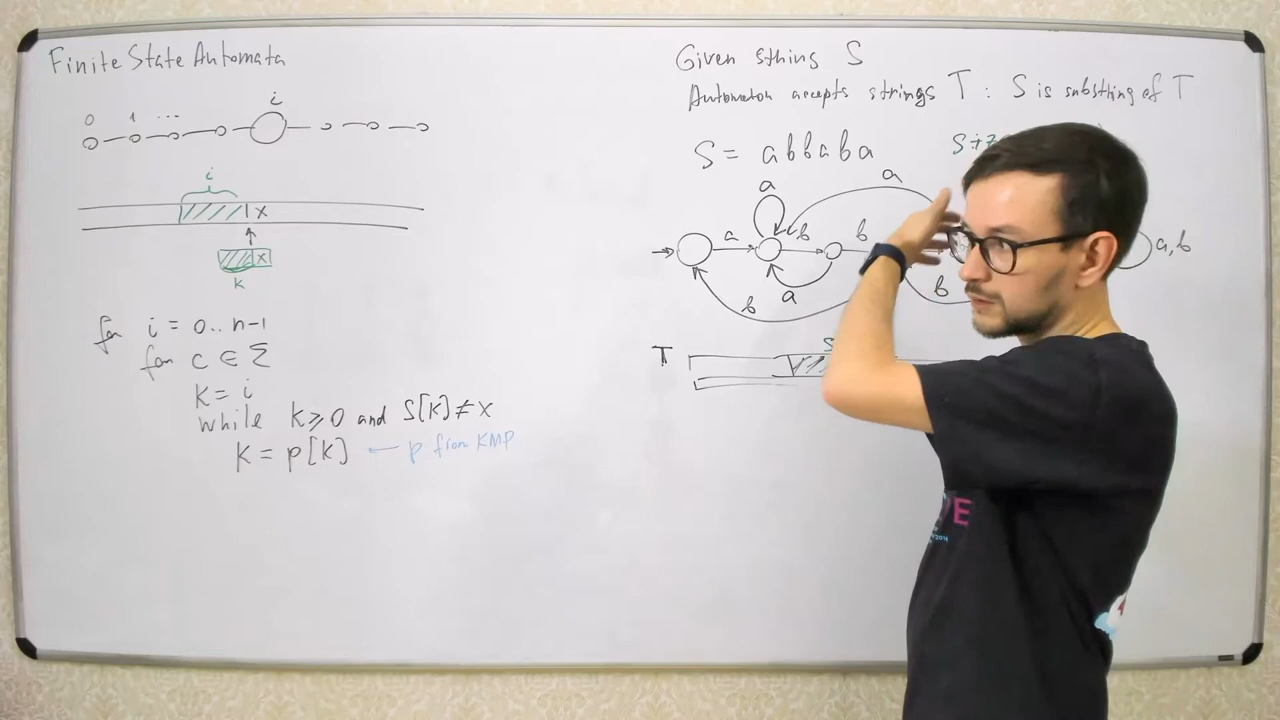 Finite State Automata
i
0 1 ...
i
x
x
k
for i = 0..n-1
for c ∈ Σ
k = i
while k ≥ 0 and S[k] ≠ x
k = p[k] ← p from KMP
Given string S
Automaton accepts strings T: S is substring of T
S = abbaba
a
a
a b b
a, b
a
b
b
T
S
E